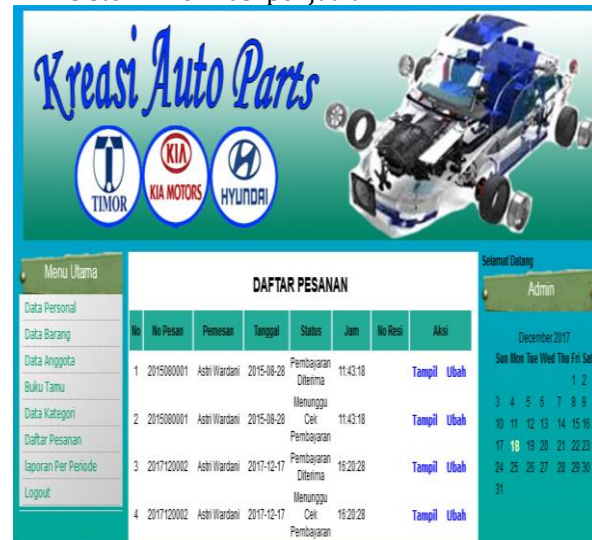 Kreasi Auto Parts
TIMOR
KIA
KIA MOTORS
HYUNDAI
Menu Utama
Data Personal
Data Barang
Data Anggota
Buku Tamu
Data Kategori
Daftar Pesanan
laporan Per Periode
Logout
DAFTAR PESANAN
No No Pesan Pemesan Tanggal Status Jam No Resi Aksi
1 2015080001 Astri Wardani 2015-08-28 Pembayaran Diterima 11:43:18 Tampil Ubah
2 2015080001 Astri Wardani 2015-08-28 Menunggu Cek Pembayaran 11:43:18 Tampil Ubah
3 2017120002 Astri Wardani 2017-12-17 Pembayaran Diterima 16:20:28 Tampil Ubah
4 2017120002 Astri Wardani 2017-12-17 Menunggu Cek Pembayaran 16:20:28 Tampil Ubah
Selamat Datang
Admin
December 2017
Sun Mon Tue Wed Thu Fri Sat
1 2
3 4 5 6 7 8 9
10 11 12 13 14 15 16
17 18 19 20 21 22 23
24 25 26 27 28 29 30
31